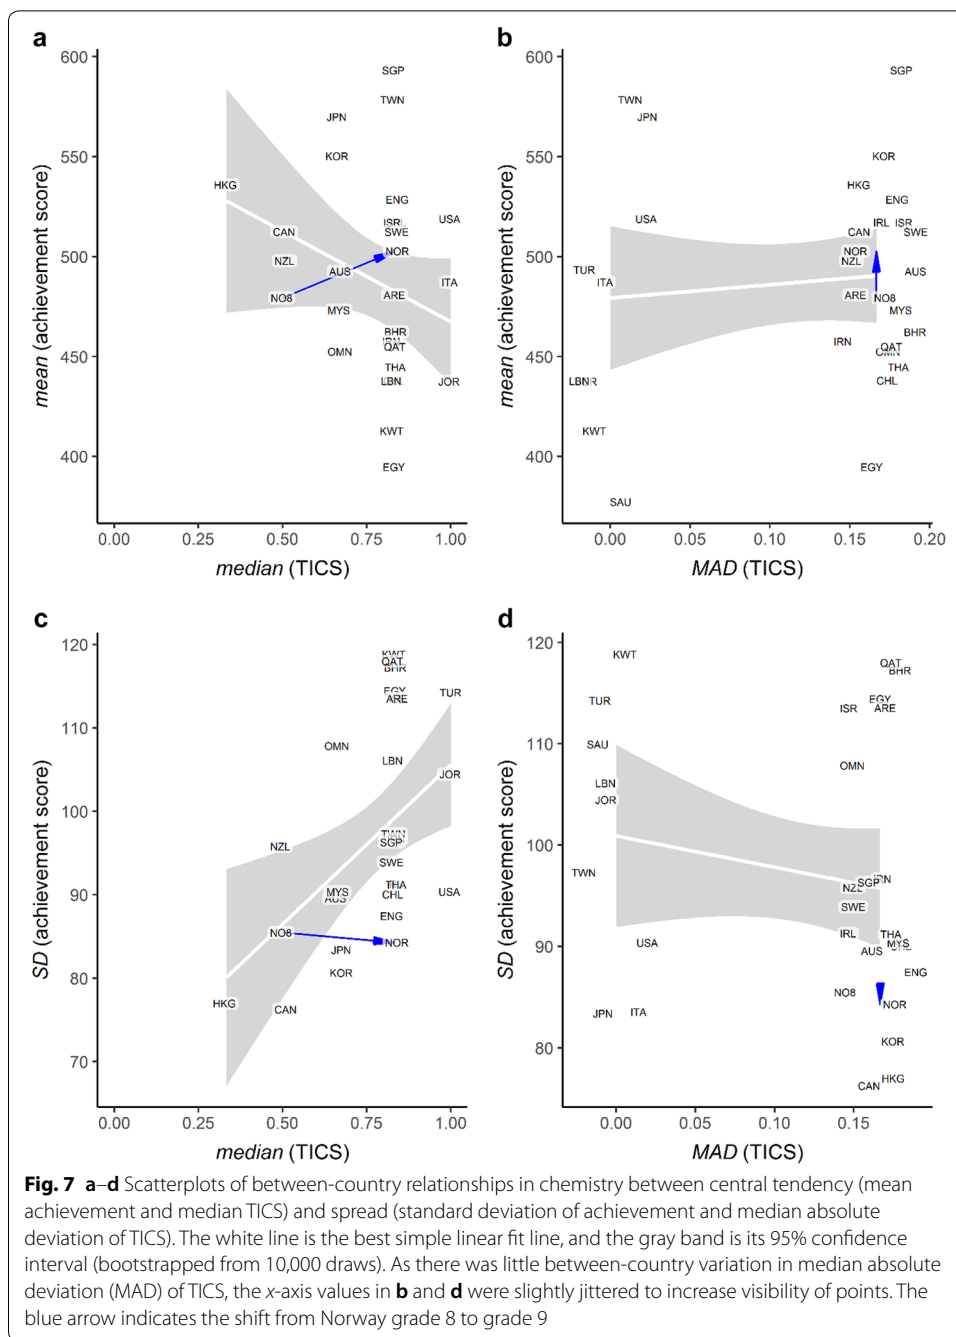 a
b
600
550
500
450
400
mean (achievement score)
SGP
TWN
JPN
KOR
HKG
ENG
USA
CAN
SWE
NOR
NZL
AUS
ITA
NO8
ARE
MYS
BHR
QAT
OMN
THA
LBN
JOR
KWT
EGY
0.00 0.25 0.50 0.75 1.00
median (TICS)
600
550
500
450
400
mean (achievement score)
SGP
TWN
JPN
KOR
HKG
ENG
USA
IRL ISR
CAN SWE
NOR
NZL
TUR
AUS
ITA
ARE NO8
MYS
BHR
IRN
QAT
OMN
THA
LBN
CHL
KWT
EGY
SAU
0.00 0.05 0.10 0.15 0.20
MAD (TICS)
c
d
120
110
100
90
80
70
SD (achievement score)
KWT
QAT
BHR
EGY
TUR
ARE
OMN
LBN
JOR
TWN
NZL SGP
SWE
THA
MYS CHL USA
AUS
ENG
NO8
NOR
JPN
KOR
HKG
CAN
0.00 0.25 0.50 0.75 1.00
median (TICS)
120
110
100
90
80
SD (achievement score)
KWT
QAT
BHR
TUR EGY
ISR ARE
SAU
OMN
LBN
JOR
TWN
SGP
NZL
SWE
IRL THA
USA MYS
AUS
ENG
NO8
NOR
JPN ITA
KOR
HKG
CAN
0.00 0.05 0.10 0.15
MAD (TICS)
Fig. 7 a–d Scatterplots of between-country relationships in chemistry between central tendency (mean
achievement and median TICS) and spread (standard deviation of achievement and median absolute
deviation of TICS). The white line is the best simple linear fit line, and the gray band is its 95% confidence
interval (bootstrapped from 10,000 draws). As there was little between-country variation in median absolute
deviation (MAD) of TICS, the x-axis values in b and d were slightly jittered to increase visibility of points. The
blue arrow indicates the shift from Norway grade 8 to grade 9